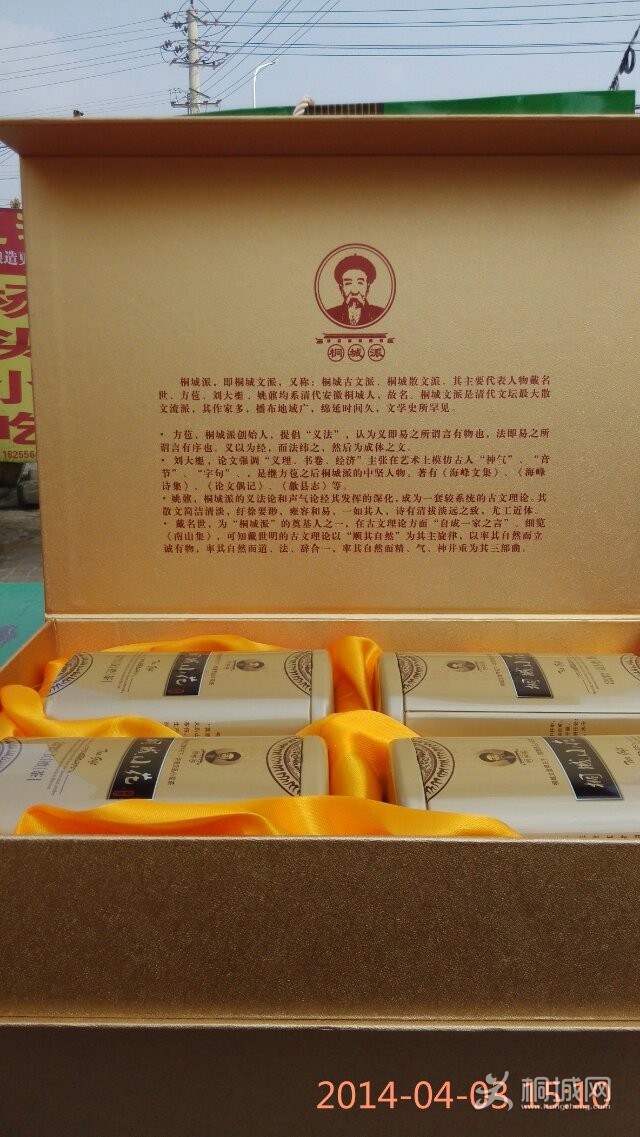 桐城派
桐城派，即桐城文派，又称：桐城古文派、桐城散文派。其主要代表人物戴名
世、方苞、刘大櫆、姚鼐均系清代安徽桐城人，故名。桐城文派是清代文坛最大散
文流派，其作家多，播布地域广，绵延时间久，文学史所罕见。
·方苞，桐城派创始人，提倡“义法”，认为义即易之所谓言有物也，法即易之所
谓言有序也。义以为经，而法纬之，然后为成体之文。
·刘大櫆，论文强调“义理、书卷、经济”主张在艺术上模仿古人“神气”、“音
节”、“字句”，是继方苞之后桐城派的中坚人物。著有《海峰文集》、《海峰
诗集》、《论文偶记》、《歙县志》等。
·姚鼐，桐城派的义法论和声气论经其发挥的深化，成为一套较系统的古文理论。其
散文简洁清淡，纡徐要眇，雍容和易，一如其人，诗有清拔淡远之致，尤工近体。
·戴名世，为“桐城派”的奠基人之一，在古文理论方面“自成一家之言”。细览
《南山集》，可知戴世明的古文理论以“顺其自然”为其主旋律，以率其自然而立
诚有物，率其自然而道、法、辞合一，率其自然而精、气、神并重为其三部曲。
头
小
吃
桐城小花
桐城小花
2014-04-03 15:10
桐城网
www.itongcheng.com